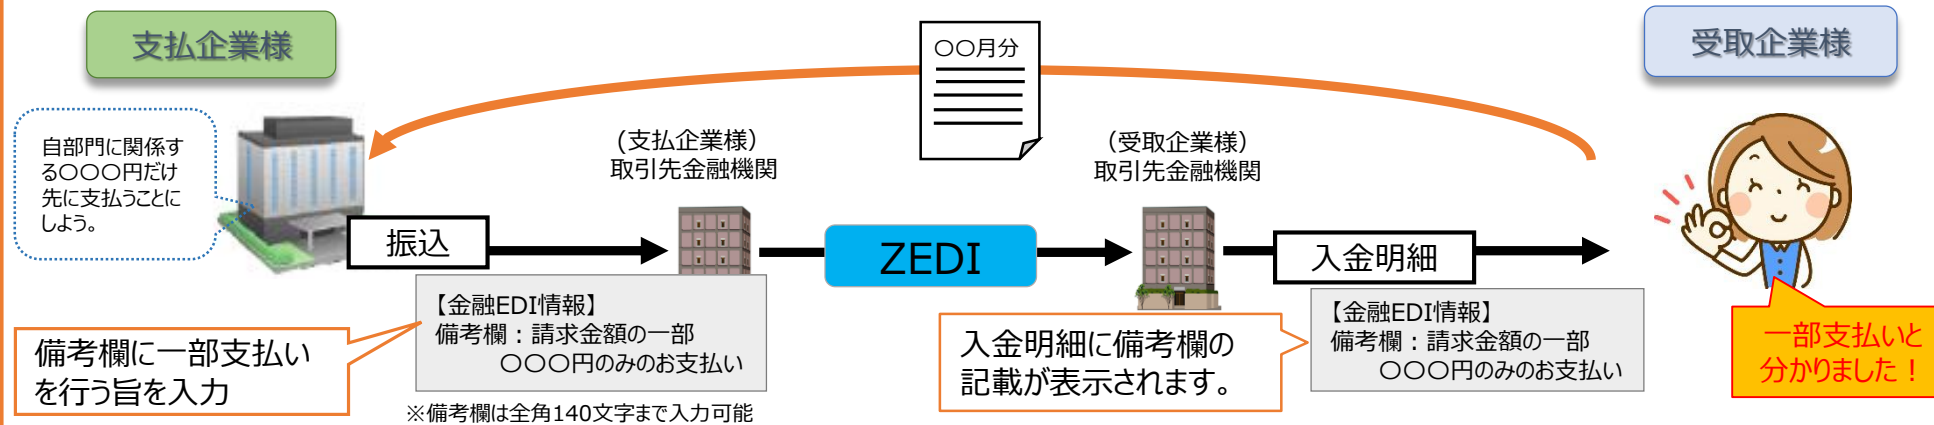 支払企業様
〇〇月分
受取企業様
自部門に関係す
る〇〇〇円だけ
先に支払うことに
しよう。
(支払企業様)
取引先金融機関
(受取企業様)
取引先金融機関
振込
ZEDI
入金明細
【金融EDI情報】
備考欄：請求金額の一部
〇〇〇円のみのお支払い
備考欄に一部支払い
を行う旨を入力
※備考欄は全角140文字まで入力可能
入金明細に備考欄の
記載が表示されます。
【金融EDI情報】
備考欄：請求金額の一部
〇〇〇円のみのお支払い
一部支払いと
分かりました！